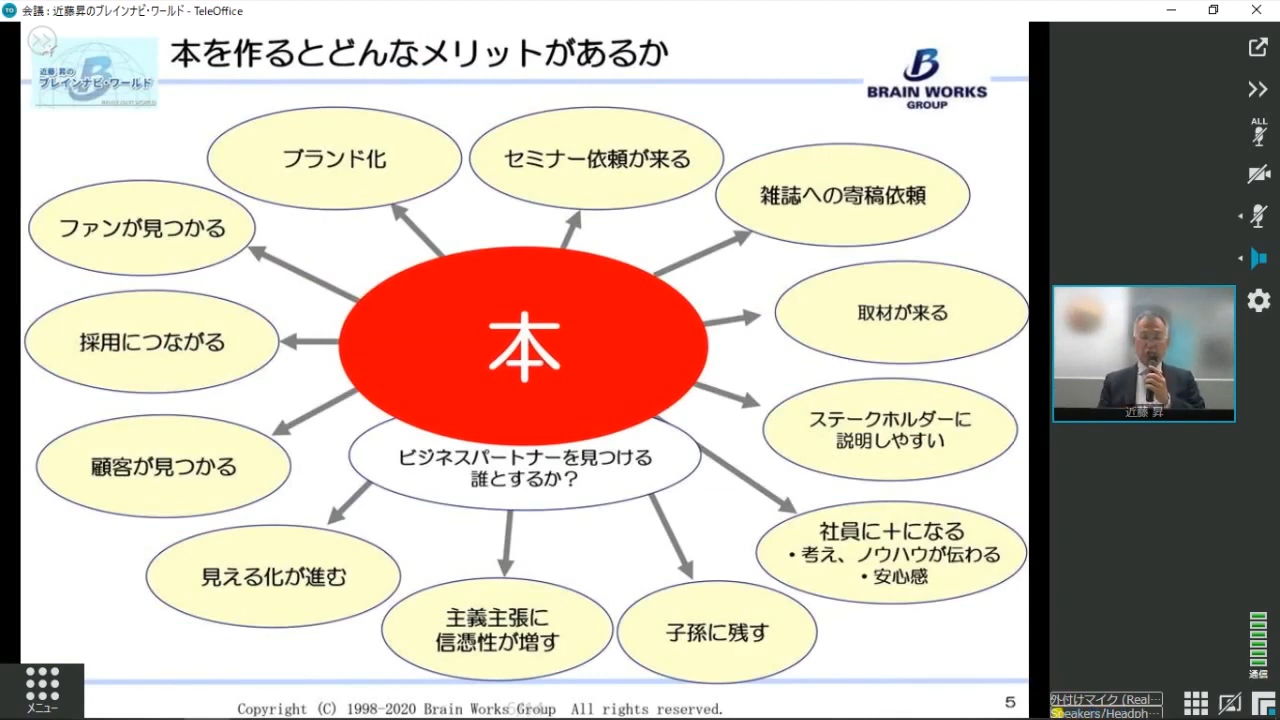 会議 : 近藤昇のブレインナビ・ワールド - TeleOffice
近藤 昇の
ブレインナビ・ワールド
本を作るとどんなメリットがあるか
BRAIN WORKS
GROUP
ブランド化
セミナー依頼が来る
雑誌への寄稿依頼
ファンが見つかる
取材が来る
採用につながる
本
ステークホルダーに
説明しやすい
顧客が見つかる
ビジネスパートナーを見つける
誰とするか？
社員に＋になる
・考え、ノウハウが伝わる
・安心感
見える化が進む
主義主張に
信憑性が増す
子孫に残す
Copyright (C) 1998-2020 Brain Works Group All rights reserved.
5
メニュー
ALL
近藤 昇
通信
外付けマイク (Real···
Speakers/Headph···